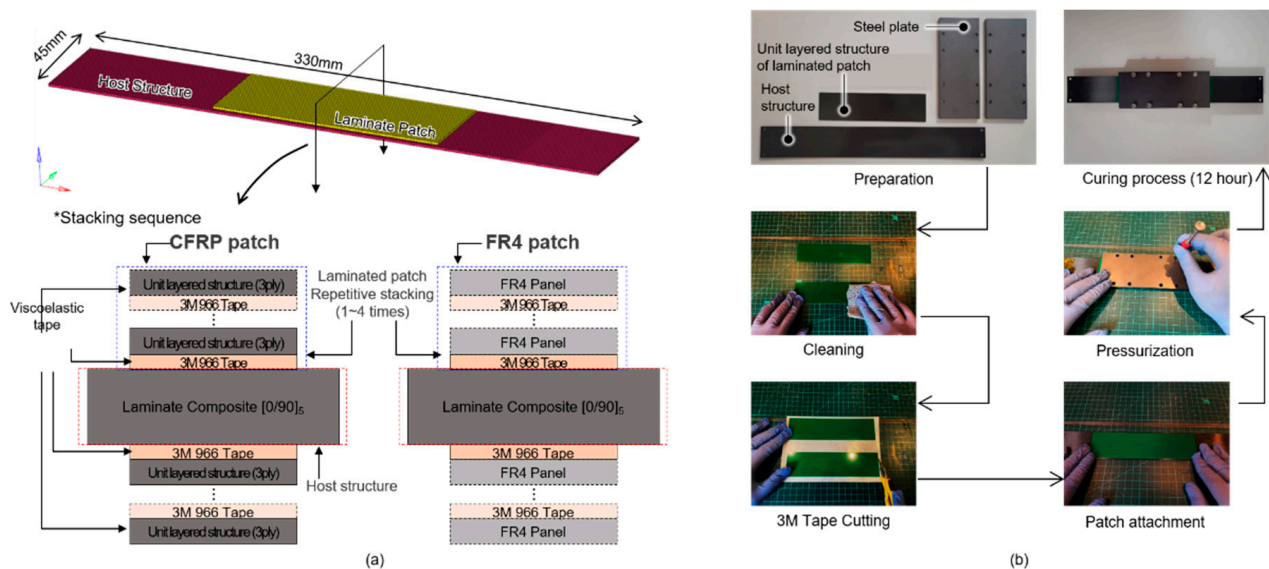 (a)
45mm
330mm
Host Structure
Laminate Patch
*Stacking sequence
CFRP patch
FR4 patch
Viscoelastic
tape
Unit layered structure (3ply)
3M 966 Tape
Unit layered structure (3ply)
3M 966 Tape
Laminate Composite [0/90]5
3M 966 Tape
Unit layered structure (3ply)
3M 966 Tape
Unit layered structure (3ply)
Laminated patch
Repetitive stacking
(1~4 times)
Host structure
FR4 Panel
3M 966 Tape
FR4 Panel
3M 966 Tape
Laminate Composite [0/90]5
3M 966 Tape
FR4 Panel
3M 966 Tape
FR4 Panel
(b)
Steel plate
Unit layered structure
of laminated patch
Host
structure
Preparation
Curing process (12 hour)
Cleaning
Pressurization
3M Tape Cutting
Patch attachment